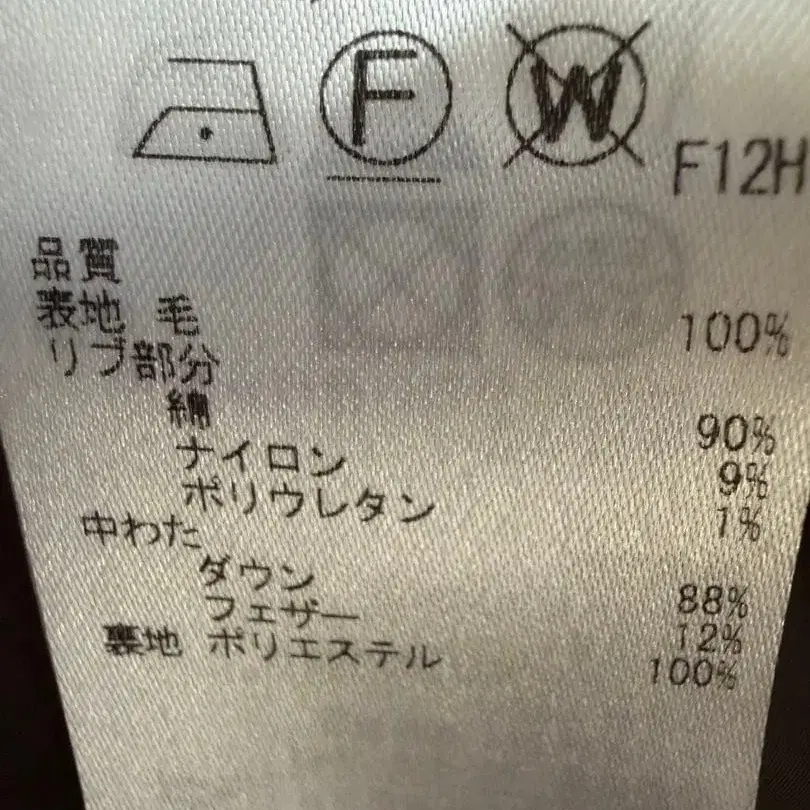 F W F12H
品質
表地 毛 100%
リブ部分
綿 90%
ナイロン 9%
ポリウレタン 1%
中わた
ダウン 88%
フェザー 12%
裏地 ポリエステル 100%